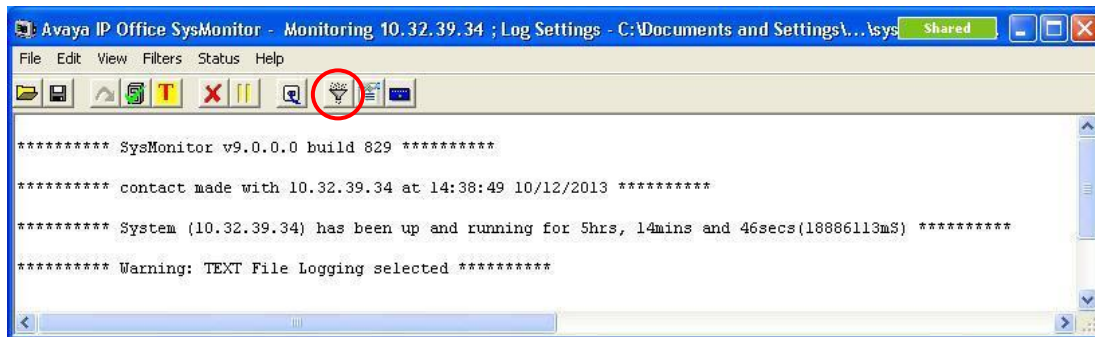 Avaya IP Office SysMonitor - Monitoring 10.32.39.34 ; Log Settings - C:\Documents and Settings\...\sys Shared
File Edit View Filters Status Help
T
********** SysMonitor v9.0.0.0 build 829 **********
********** contact made with 10.32.39.34 at 14:38:49 10/12/2013 **********
********** System (10.32.39.34) has been up and running for 5hrs, 14mins and 46secs(18886113mS) **********
********** Warning: TEXT File Logging selected **********